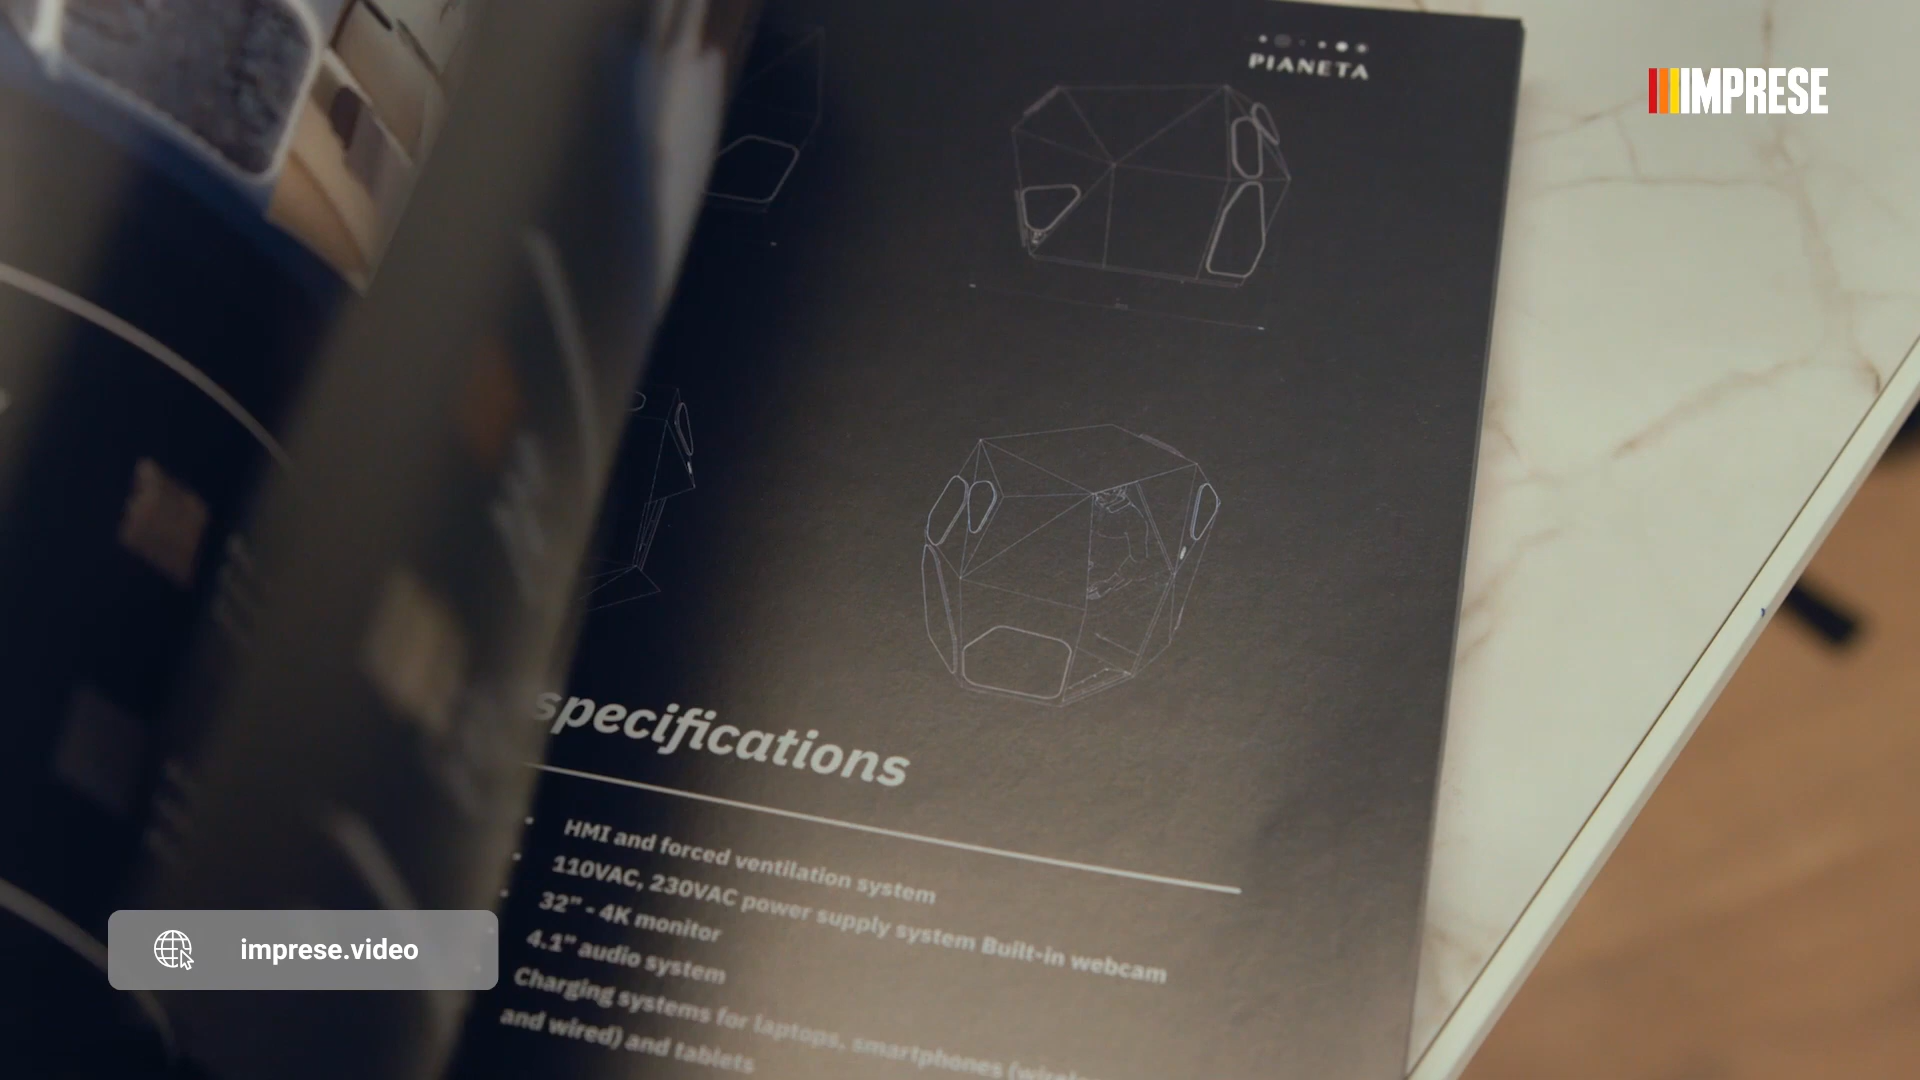 PIANETA
IMPRESE
specifications
HMI and forced ventilation system
110VAC, 230VAC power supply system Built-in webcam
32" - 4K monitor
4.1" audio system
Charging systems for laptops, smartphones
and wired) and tablets
imprese.video